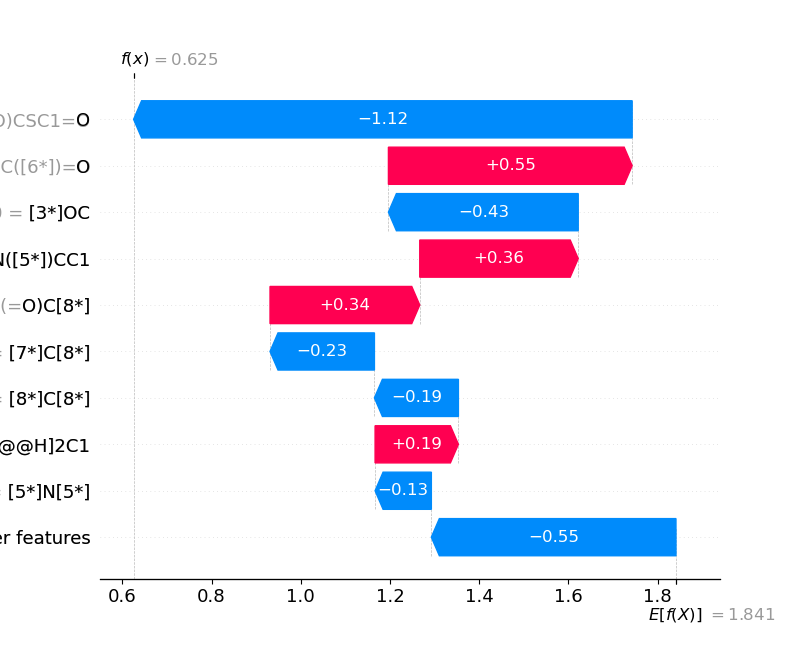 f(x) = 0.625
O)CSC1=O
−1.12
C([6*])=O
+0.55
) = [3*]OC
−0.43
N([5*])CC1
+0.36
(=O)C[8*]
+0.34
= [7*]C[8*]
−0.23
= [8*]C[8*]
−0.19
@@H]2C1
+0.19
= [5*]N[5*]
−0.13
er features
−0.55
0.6 0.8 1.0 1.2 1.4 1.6 1.8
E[f(X)] = 1.841